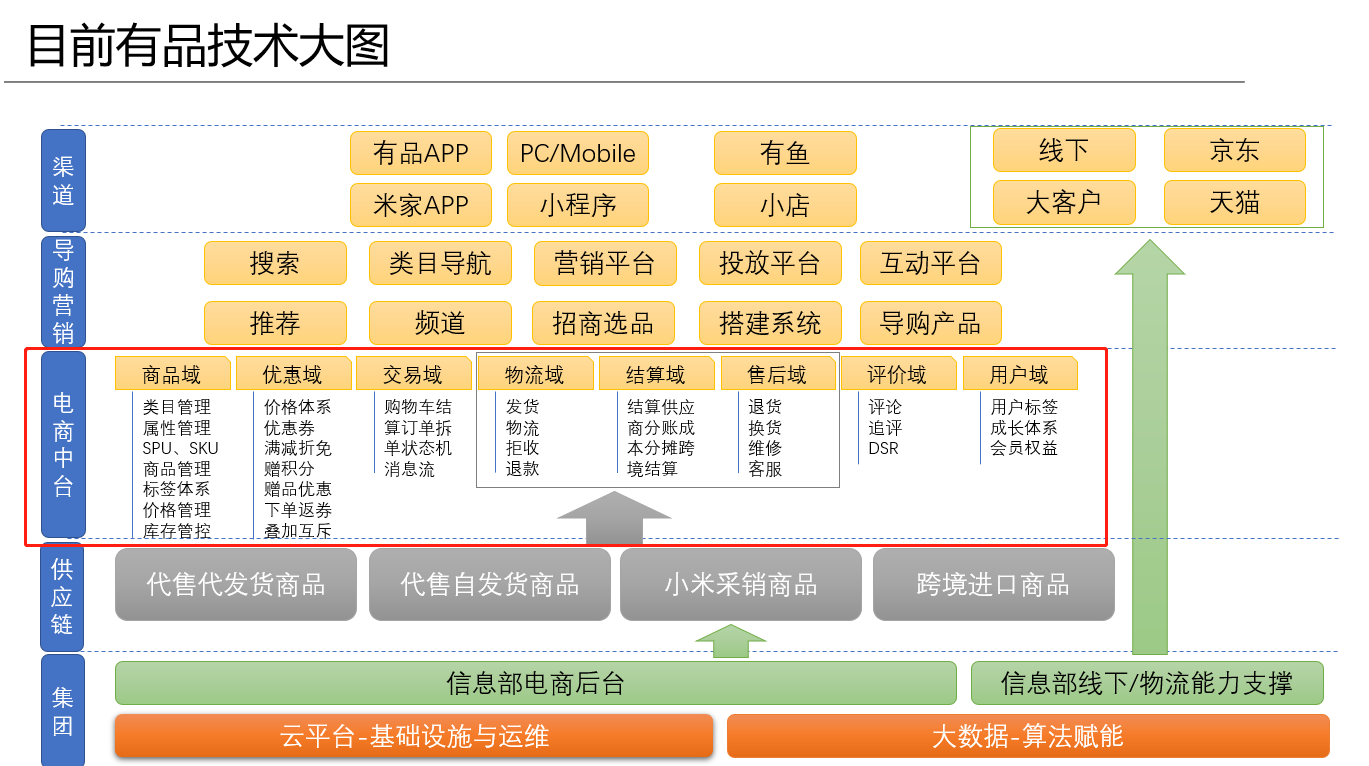 目前有品技术大图
渠道
有品APP
PC/Mobile
有鱼
线下
京东
米家APP
小程序
小店
大客户
天猫
导购营销
搜索
类目导航
营销平台
投放平台
互动平台
推荐
频道
招商选品
搭建系统
导购产品
电商中台
商品域
类目管理
属性管理
SPU、SKU
商品管理
标签体系
价格管理
库存管控
优惠域
价格体系
优惠券
满减折免
赠积分
赠品优惠
下单返券
叠加互斥
交易域
购物车结
算订单拆
单状态机
消息流
物流域
发货
物流
拒收
退款
结算域
结算供应
商分账成
本分摊跨
境结算
售后域
退货
换货
维修
客服
评价域
评论
追评
DSR
用户域
用户标签
成长体系
会员权益
供应链
代售代发货商品
代售自发货商品
小米采销商品
跨境进口商品
集团
信息部电商后台
信息部线下/物流能力支撑
云平台-基础设施与运维
大数据-算法赋能